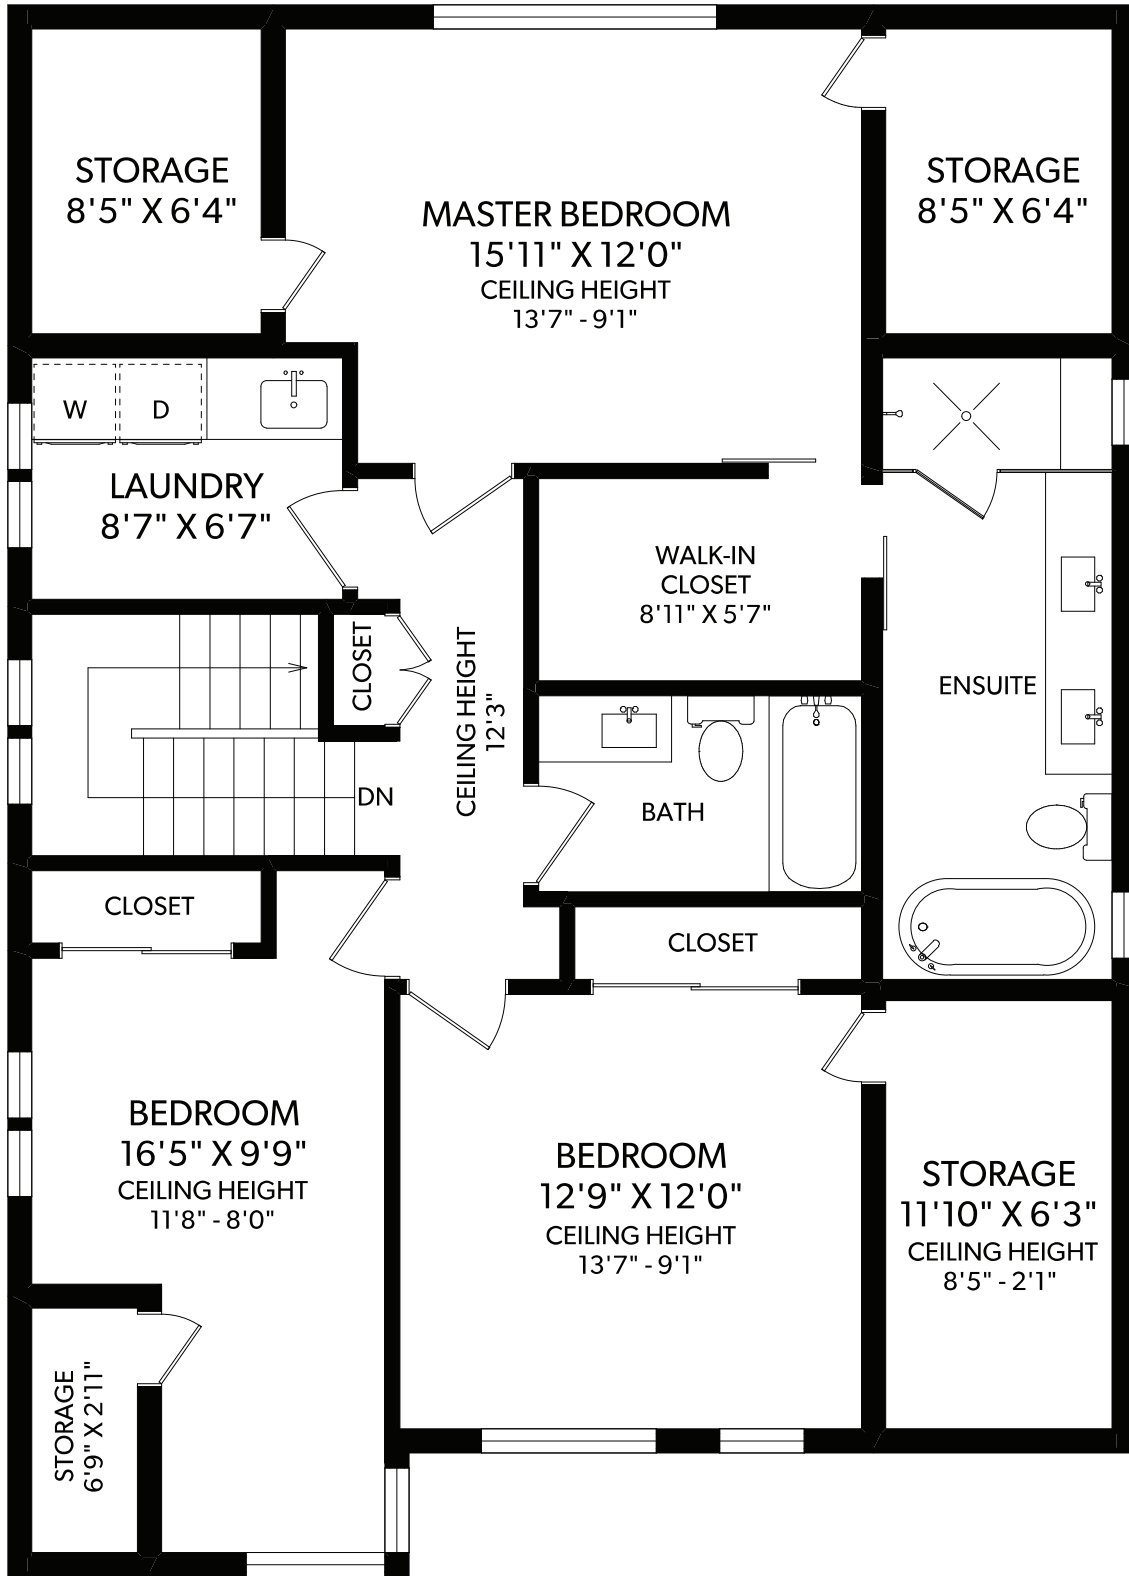 STORAGE
8'5" X 6'4"
MASTER BEDROOM
15'11" X 12'0"
CEILING HEIGHT
13'7" - 9'1"
STORAGE
8'5" X 6'4"
W
D
LAUNDRY
8'7" X 6'7"
WALK-IN
CLOSET
8'11" X 5'7"
CLOSET
CEILING HEIGHT
12'3"
ENSUITE
DN
BATH
CLOSET
CLOSET
BEDROOM
16'5" X 9'9"
CEILING HEIGHT
11'8" - 8'0"
BEDROOM
12'9" X 12'0"
CEILING HEIGHT
13'7" - 9'1"
STORAGE
11'10" X 6'3"
CEILING HEIGHT
8'5" - 2'1"
STORAGE
6'9" X 2'11"